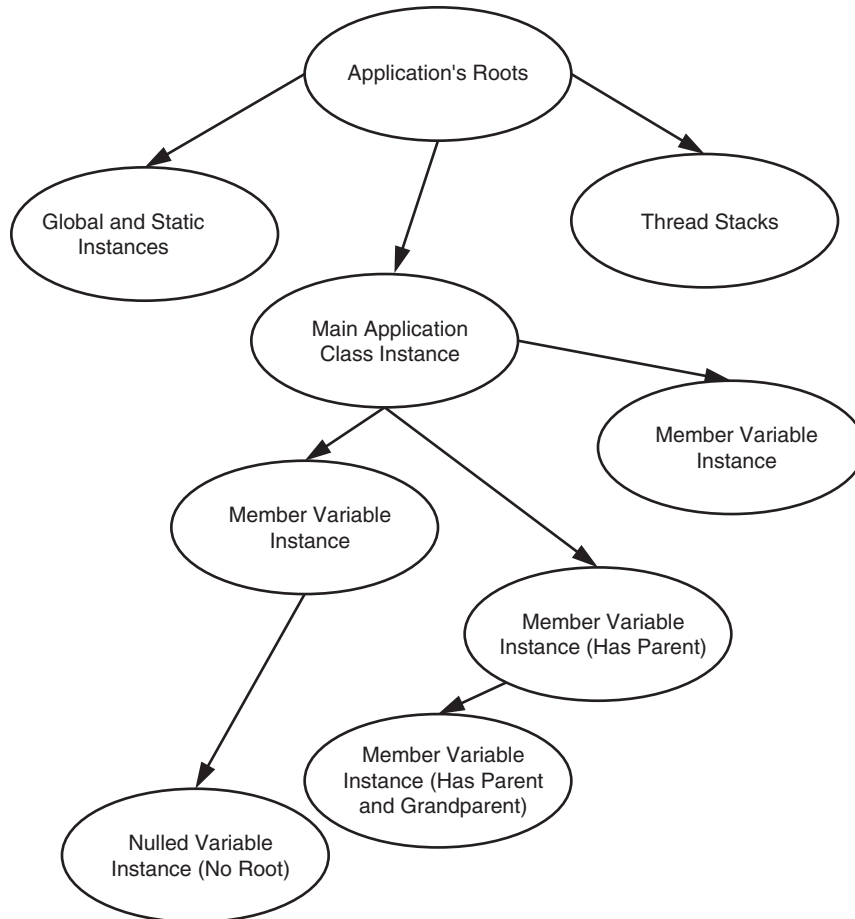 Application's Roots
Global and Static
Instances
Thread Stacks
Main Application
Class Instance
Member Variable
Instance
Member Variable
Instance
Member Variable
Instance (Has Parent)
Member Variable
Instance (Has Parent
and Grandparent)
Nulled Variable
Instance (No Root)